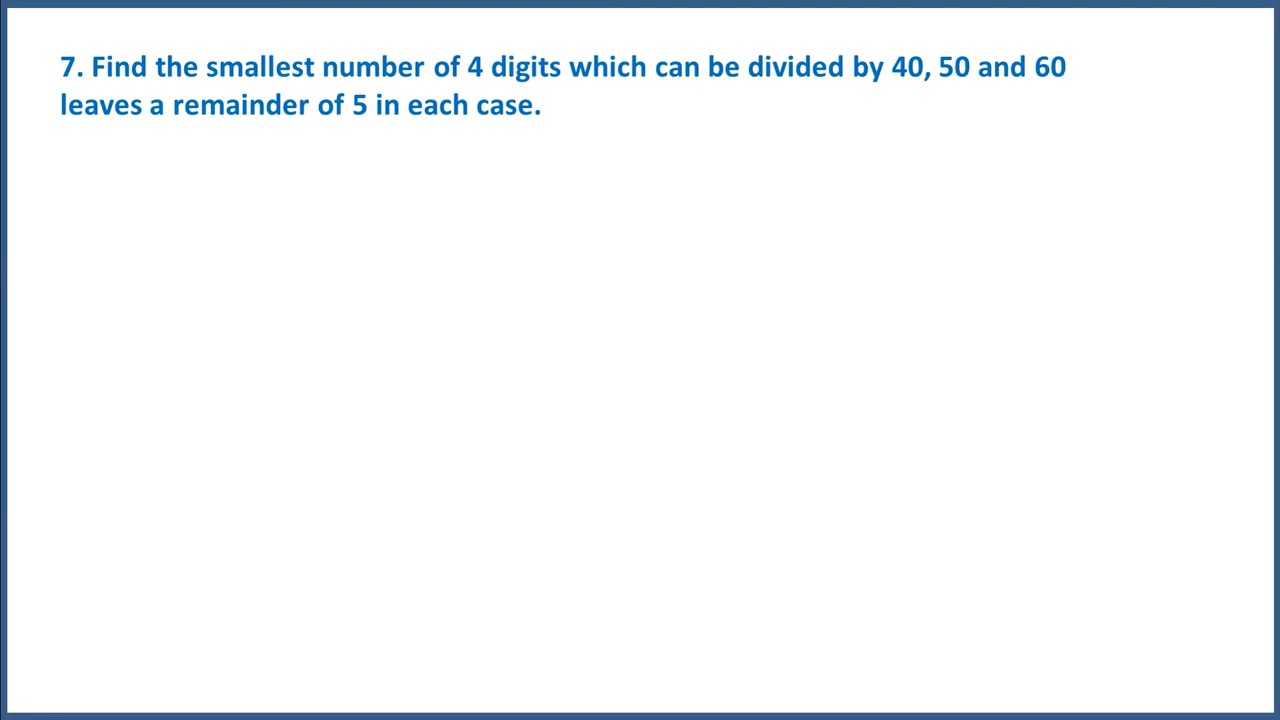 7. Find the smallest number of 4 digits which can be divided by 40, 50 and 60
leaves a remainder of 5 in each case.